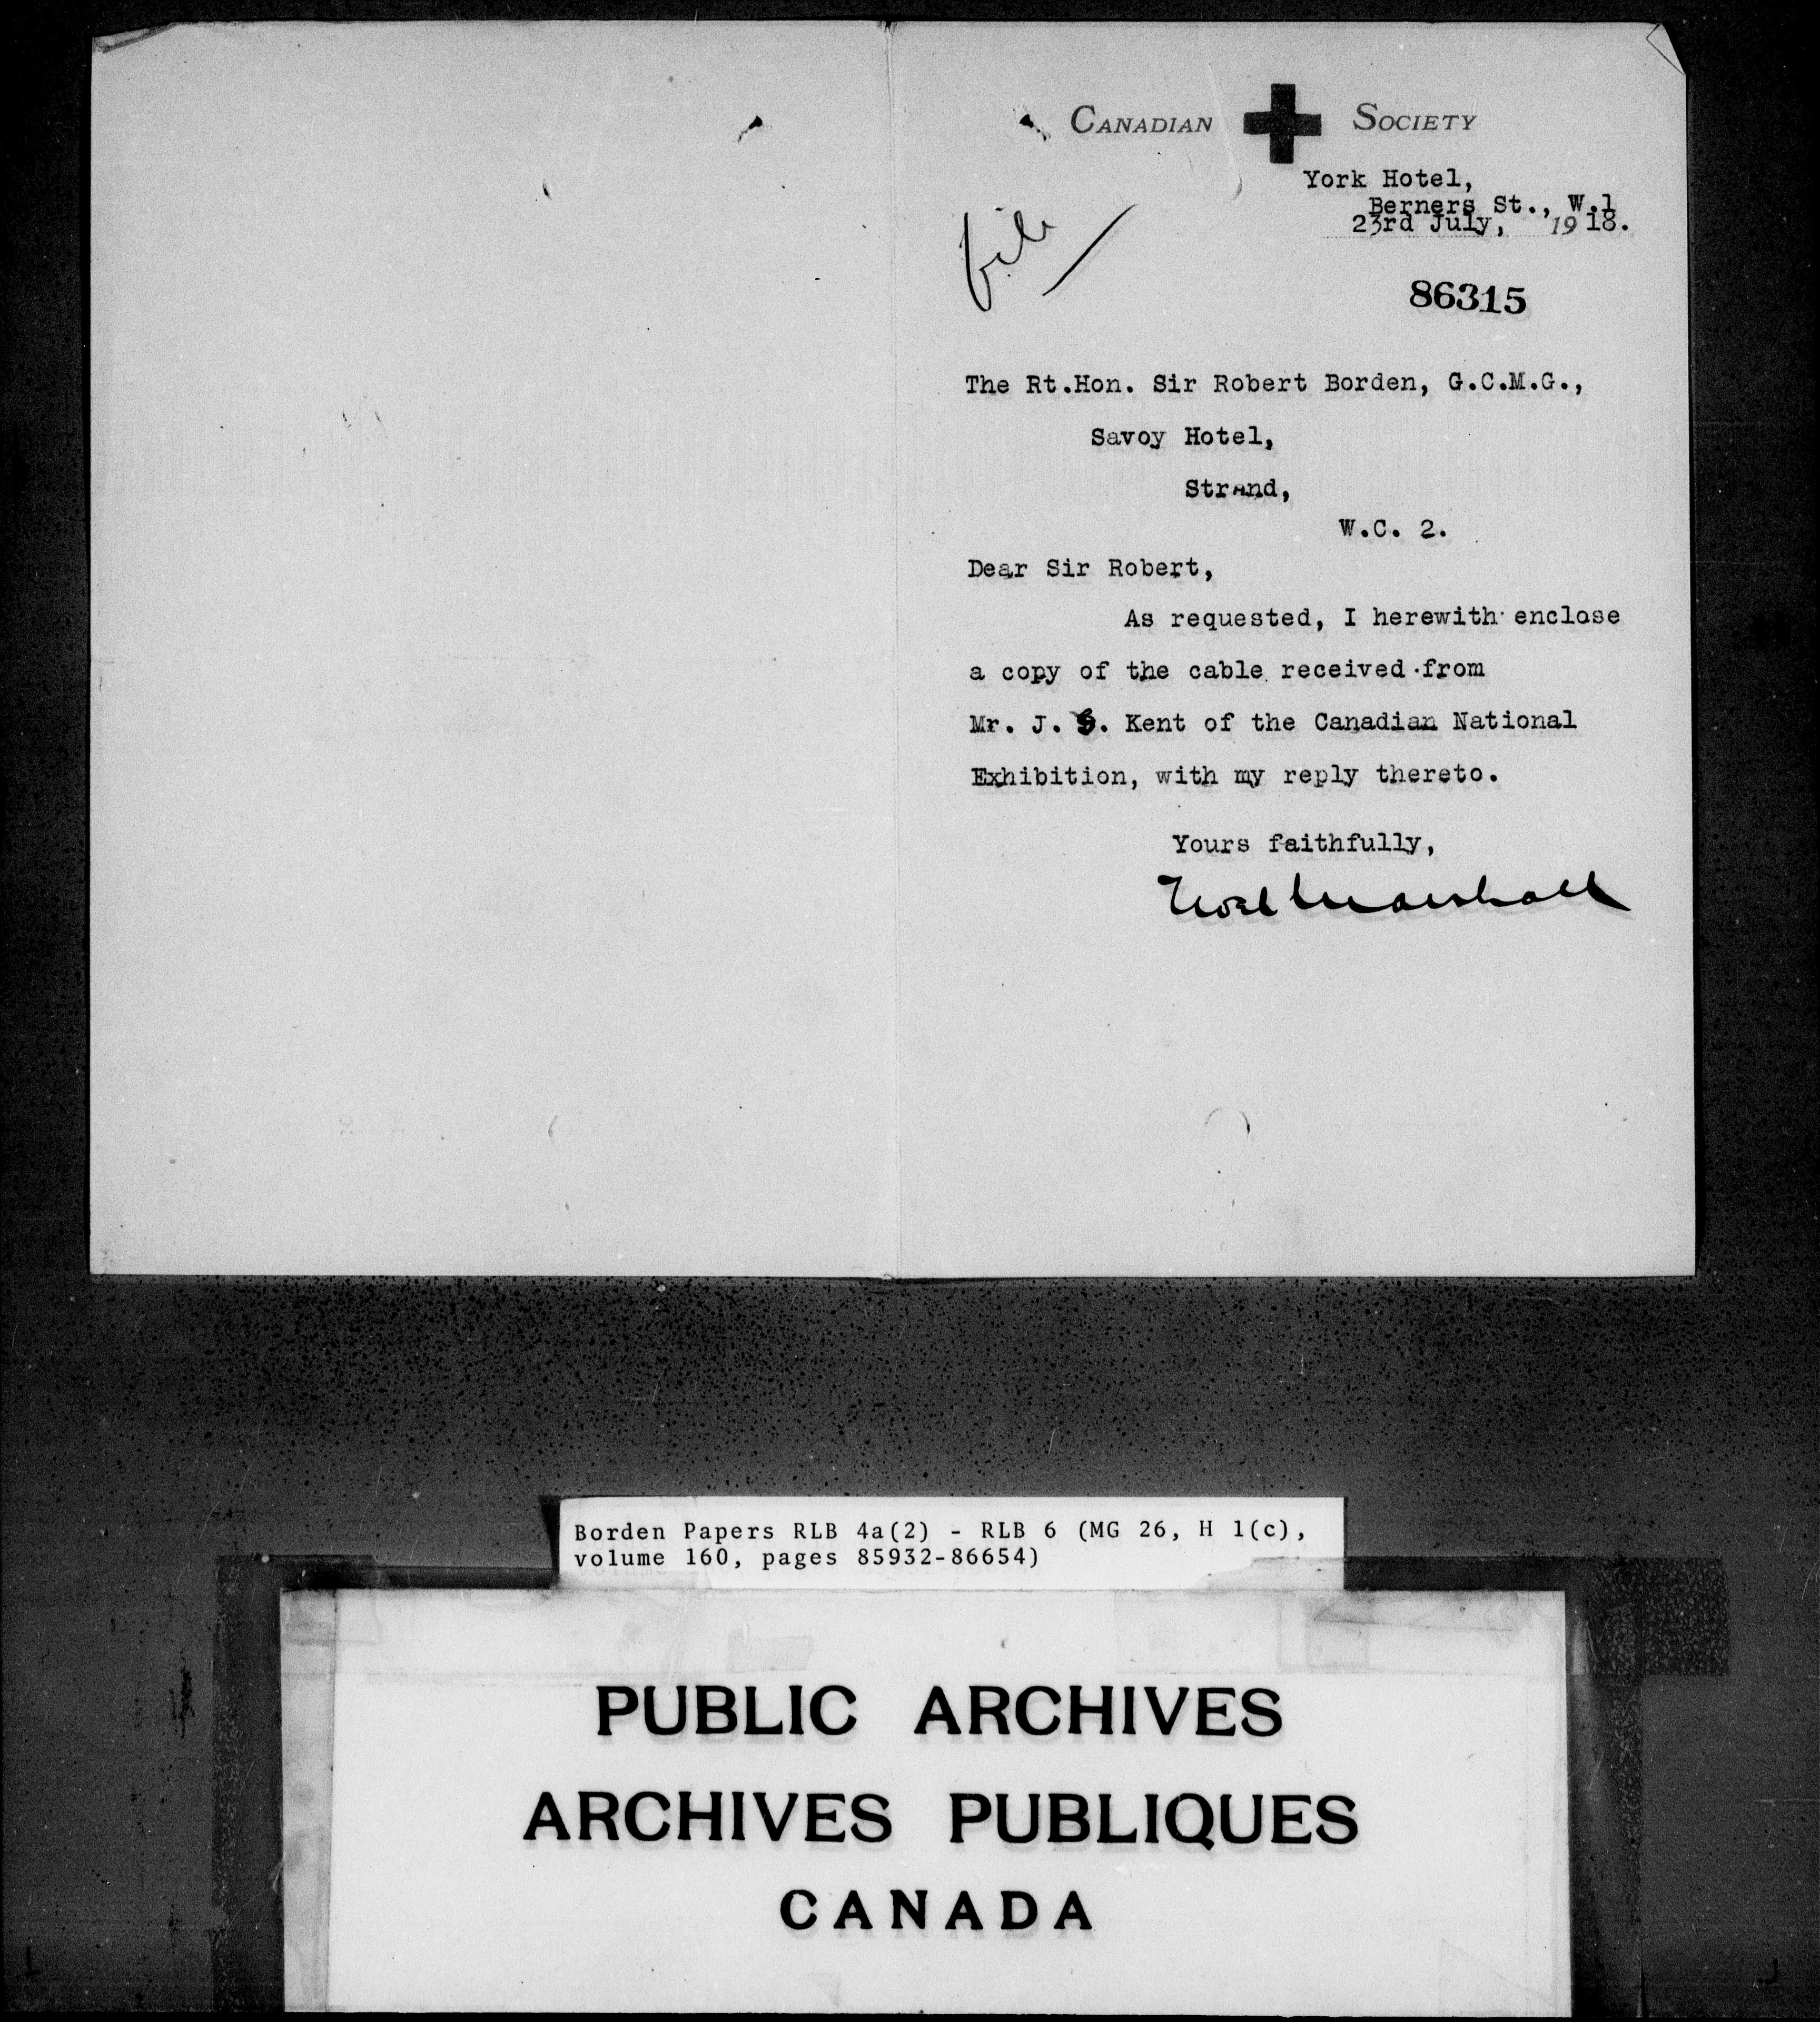 CANADIAN SOCIETY
York Hotel,
Berners St., W.1
23rd July, 1918.
file
86315
The Rt.Hon. Sir Robert Borden, G.C.M.G.,
Savoy Hotel,
Strand,
W.C. 2.
Dear Sir Robert,
As requested, I herewith enclose
a copy of the cable received from
Mr. J. G. Kent of the Canadian National
Exhibition, with my reply thereto.
Yours faithfully,
Noel Marshall
Borden Papers RLB 4a(2) - RLB 6 (MG 26, H 1(c),
volume 160, pages 85932-86654)
PUBLIC ARCHIVES
ARCHIVES PUBLIQUES
CANADA